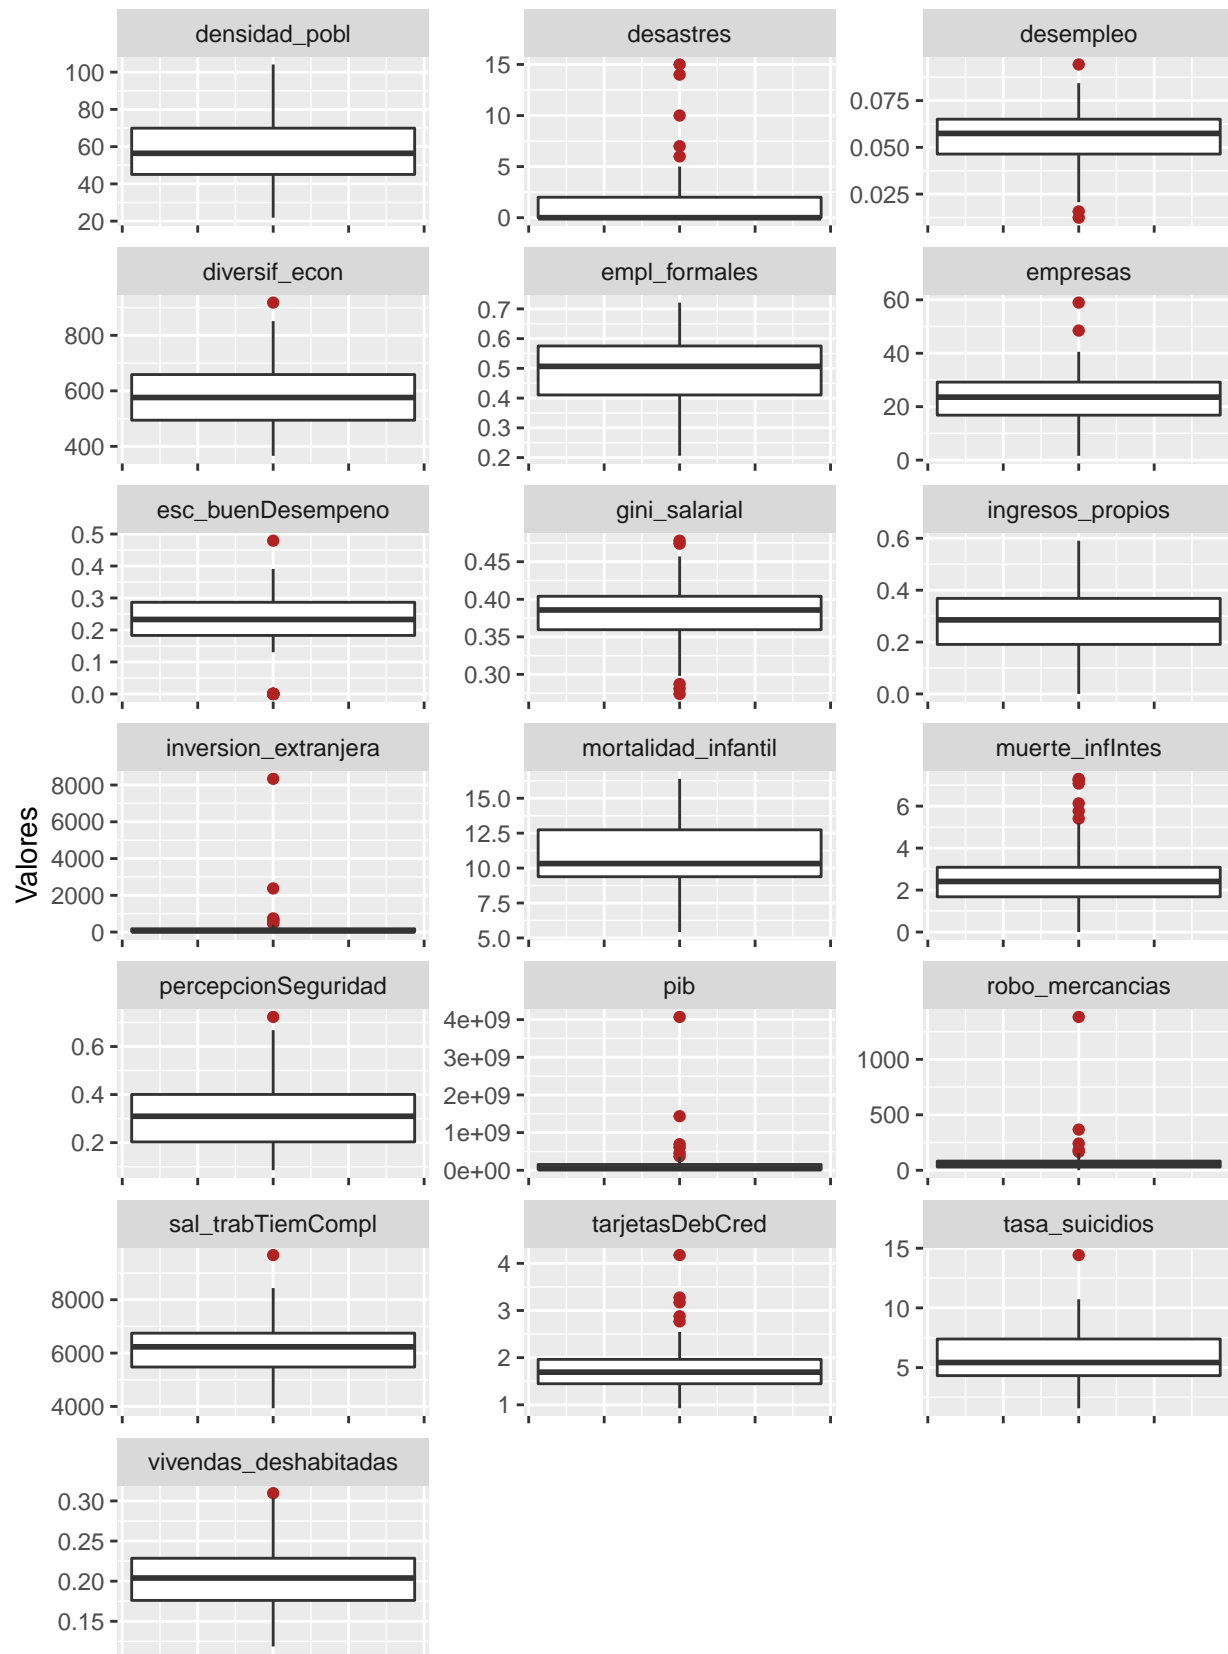 densidad_pobl
100
80
60
40
20
desastres
15
10
5
0
desempleo
0.075
0.050
0.025
diversif_econ
800
600
400
empl_formales
0.7
0.6
0.5
0.4
0.3
0.2
empresas
60
40
20
0
esc_buenDesempeno
0.5
0.4
0.3
0.2
0.1
0.0
gini_salarial
0.45
0.40
0.35
0.30
ingresos_propios
0.6
0.4
0.2
0.0
Valores
inversion_extranjera
8000
6000
4000
2000
0
mortalidad_infantil
15.0
12.5
10.0
7.5
5.0
muerte_infIntes
6
4
2
0
percepcionSeguridad
0.6
0.4
0.2
pib
4e+09
3e+09
2e+09
1e+09
0e+00
robo_mercancias
1000
500
0
sal_trabTiemCompl
8000
6000
4000
tarjetasDebCred
4
3
2
1
tasa_suicidios
15
10
5
vivendas_deshabitadas
0.30
0.25
0.20
0.15